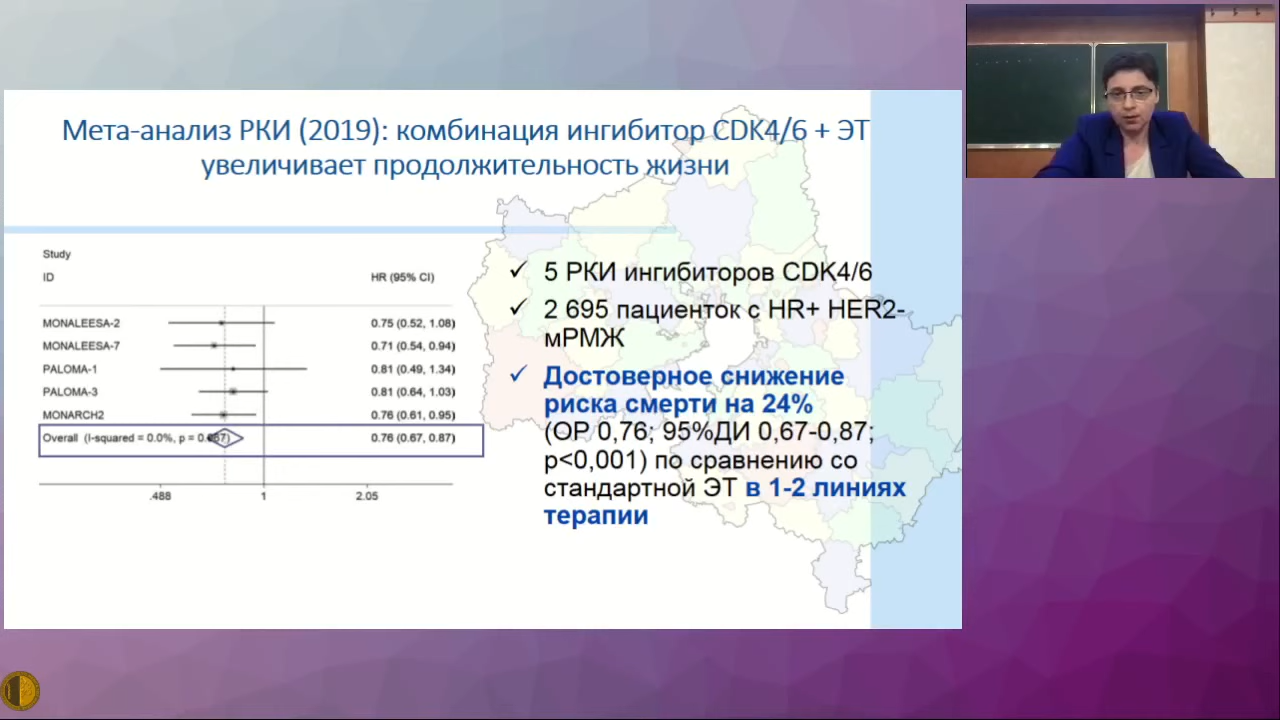 Мета-анализ РКИ (2019): комбинация ингибитор CDK4/6 + ЭТ
увеличивает продолжительность жизни
Study
ID HR (95% CI)
MONALEESA-2 0.75 (0.52, 1.08)
MONALEESA-7 0.71 (0.54, 0.94)
PALOMA-1 0.81 (0.49, 1.34)
PALOMA-3 0.81 (0.64, 1.03)
MONARCH2 0.76 (0.61, 0.95)
Overall (I-squared = 0.0%, p = 0.76 (0.67, 0.87)
.488 1 2.05
5 РКИ ингибиторов CDK4/6
2 695 пациенток с HR+ HER2-
мРМЖ
Достоверное снижение
риска смерти на 24%
(ОР 0,76; 95%ДИ 0,67-0,87;
p<0,001) по сравнению со
стандартной ЭТ в 1-2 линиях
терапии